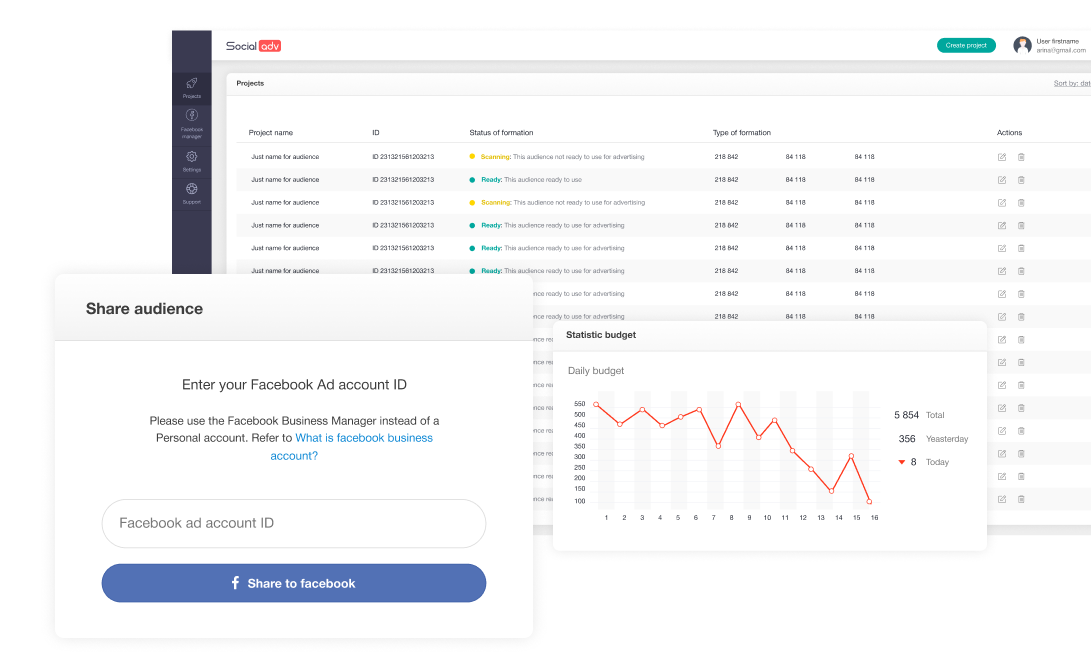 Social adv
Create project
User firstname
arina@gmail.com
Projects
Facebook
manager
Settings
Support
Projects
Sort by: dat
Project name ID Status of formation Type of formation Actions
Just name for audience ID 231321561203213 Scanning: This audience not ready to use for advertising 218 842 84 118 84 118
Just name for audience ID 231321561203213 Ready: This audience ready to use 218 842 84 118 84 118
Just name for audience ID 231321561203213 Scanning: This audience not ready to use for advertising 218 842 84 118 84 118
Just name for audience ID 231321561203213 Ready: This audience ready to use for advertising 218 842 84 118 84 118
Just name for audience ID 231321561203213 Ready: This audience ready to use for advertising 218 842 84 118 84 118
Just name for audience ID 231321561203213 Ready: This audience ready to use for advertising 218 842 84 118 84 118
ence ready to use for advertising 218 842 84 118 84 118
ence ready to use for advertising 218 842 84 118 84 118
Share audience
Enter your Facebook Ad account ID
Please use the Facebook Business Manager instead of a
Personal account. Refer to What is facebook business
account?
Facebook ad account ID
Share to facebook
Statistic budget
Daily budget
550
500
450
400
350
300
250
200
150
100
1 2 3 4 5 6 7 8 9 10 11 12 13 14 15 16
5 854 Total
356 Yeasterday
8 Today